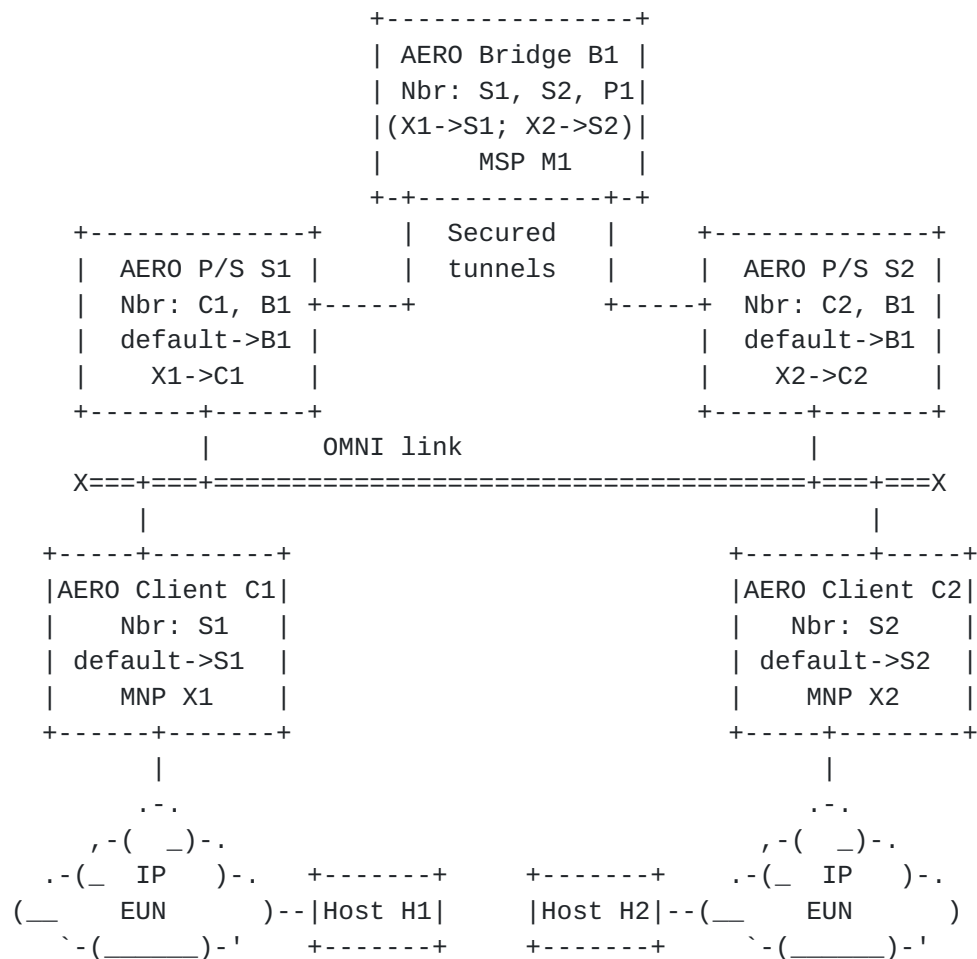 AERO Bridge B1
Nbr: S1, S2, P1
(X1->S1; X2->S2)
MSP M1
Secured
tunnels
AERO P/S S1
Nbr: C1, B1
default->B1
X1->C1
AERO P/S S2
Nbr: C2, B1
default->B1
X2->C2
OMNI link
X X
AERO Client C1
Nbr: S1
default->S1
MNP X1
AERO Client C2
Nbr: S2
default->S2
MNP X2
IP
EUN
Host H1
Host H2
IP
EUN